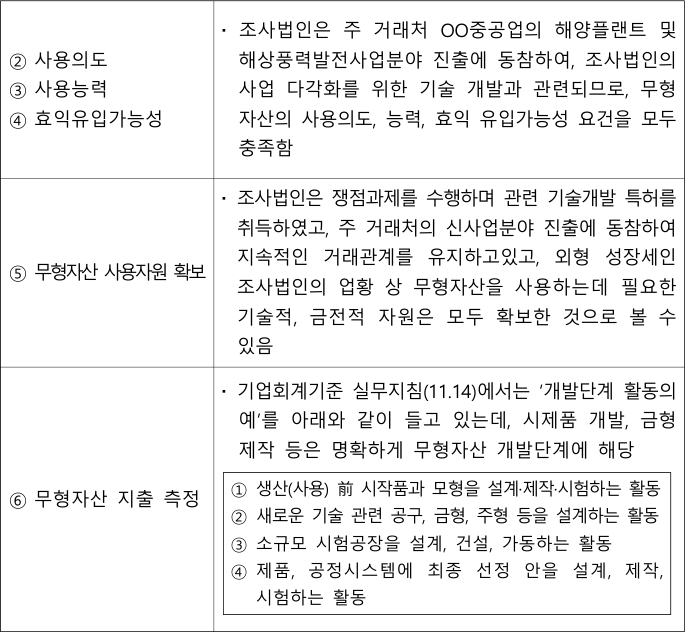 ② 사용의도
③ 사용능력
④ 효익유입가능성
· 조사법인은 주 거래처 OO중공업의 해양플랜트 및
해상풍력발전사업분야 진출에 동참하여, 조사법인의
사업 다각화를 위한 기술 개발과 관련되므로, 무형
자산의 사용의도, 능력, 효익 유입가능성 요건을 모두
충족함
⑤ 무형자산 사용자원 확보
· 조사법인은 쟁점과제를 수행하며 관련 기술개발 특허를
취득하였고, 주 거래처의 신사업분야 진출에 동참하여
지속적인 거래관계를 유지하고있고, 외형 성장세인
조사법인의 업황 상 무형자산을 사용하는데 필요한
기술적, 금전적 자원은 모두 확보한 것으로 볼 수
있음
⑥ 무형자산 지출 측정
· 기업회계기준 실무지침(11.14)에서는 ‘개발단계 활동의
예‘를 아래와 같이 들고 있는데, 시제품 개발, 금형
제작 등은 명확하게 무형자산 개발단계에 해당
① 생산(사용) 前 시작품과 모형을 설계·제작·시험하는 활동
② 새로운 기술 관련 공구, 금형, 주형 등을 설계하는 활동
③ 소규모 시험공장을 설계, 건설, 가동하는 활동
④ 제품, 공정시스템에 최종 선정 안을 설계, 제작,
시험하는 활동